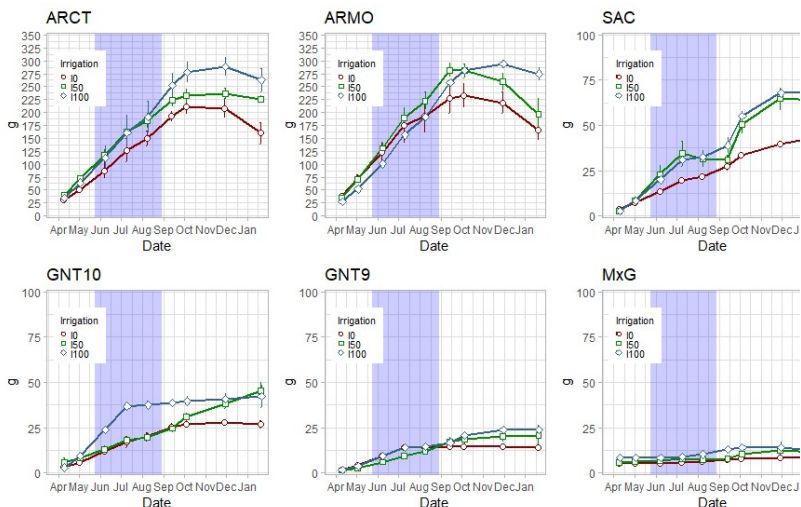 ARCT
ARMO
SAC
350
325
300
275
250
225
200
175
150
125
100
75
50
25
0
g
Irrigation
I0
I50
I100
Apr May Jun Jul Aug Sep Oct Nov Dec Jan
Date
350
325
300
275
250
225
200
175
150
125
100
75
50
25
0
g
Irrigation
I0
I50
I100
Apr May Jun Jul Aug Sep Oct Nov Dec Jan
Date
100
75
50
25
0
g
Irrigation
I0
I50
I100
Apr May Jun Jul Aug Sep Oct Nov Dec Jan
Date
GNT10
GNT9
MxG
100
75
50
25
0
g
Irrigation
I0
I50
I100
Apr May Jun Jul Aug Sep Oct Nov Dec Jan
Date
100
75
50
25
0
g
Irrigation
I0
I50
I100
Apr May Jun Jul Aug Sep Oct Nov Dec Jan
Date
100
75
50
25
0
g
Irrigation
I0
I50
I100
Apr May Jun Jul Aug Sep Oct Nov Dec Jan
Date